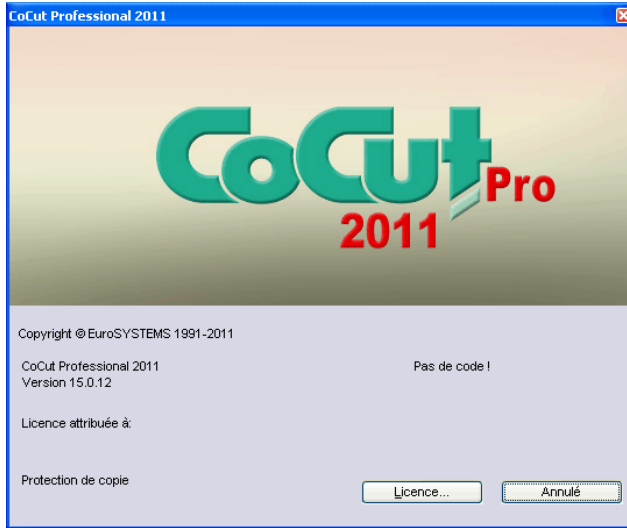 CoCut Professional 2011
CoCut Pro
2011
Copyright © EuroSYSTEMS 1991-2011
CoCut Professional 2011
Pas de code !
Version 15.0.12
Licence attribuée à:
Protection de copie
Licence...
Annulé